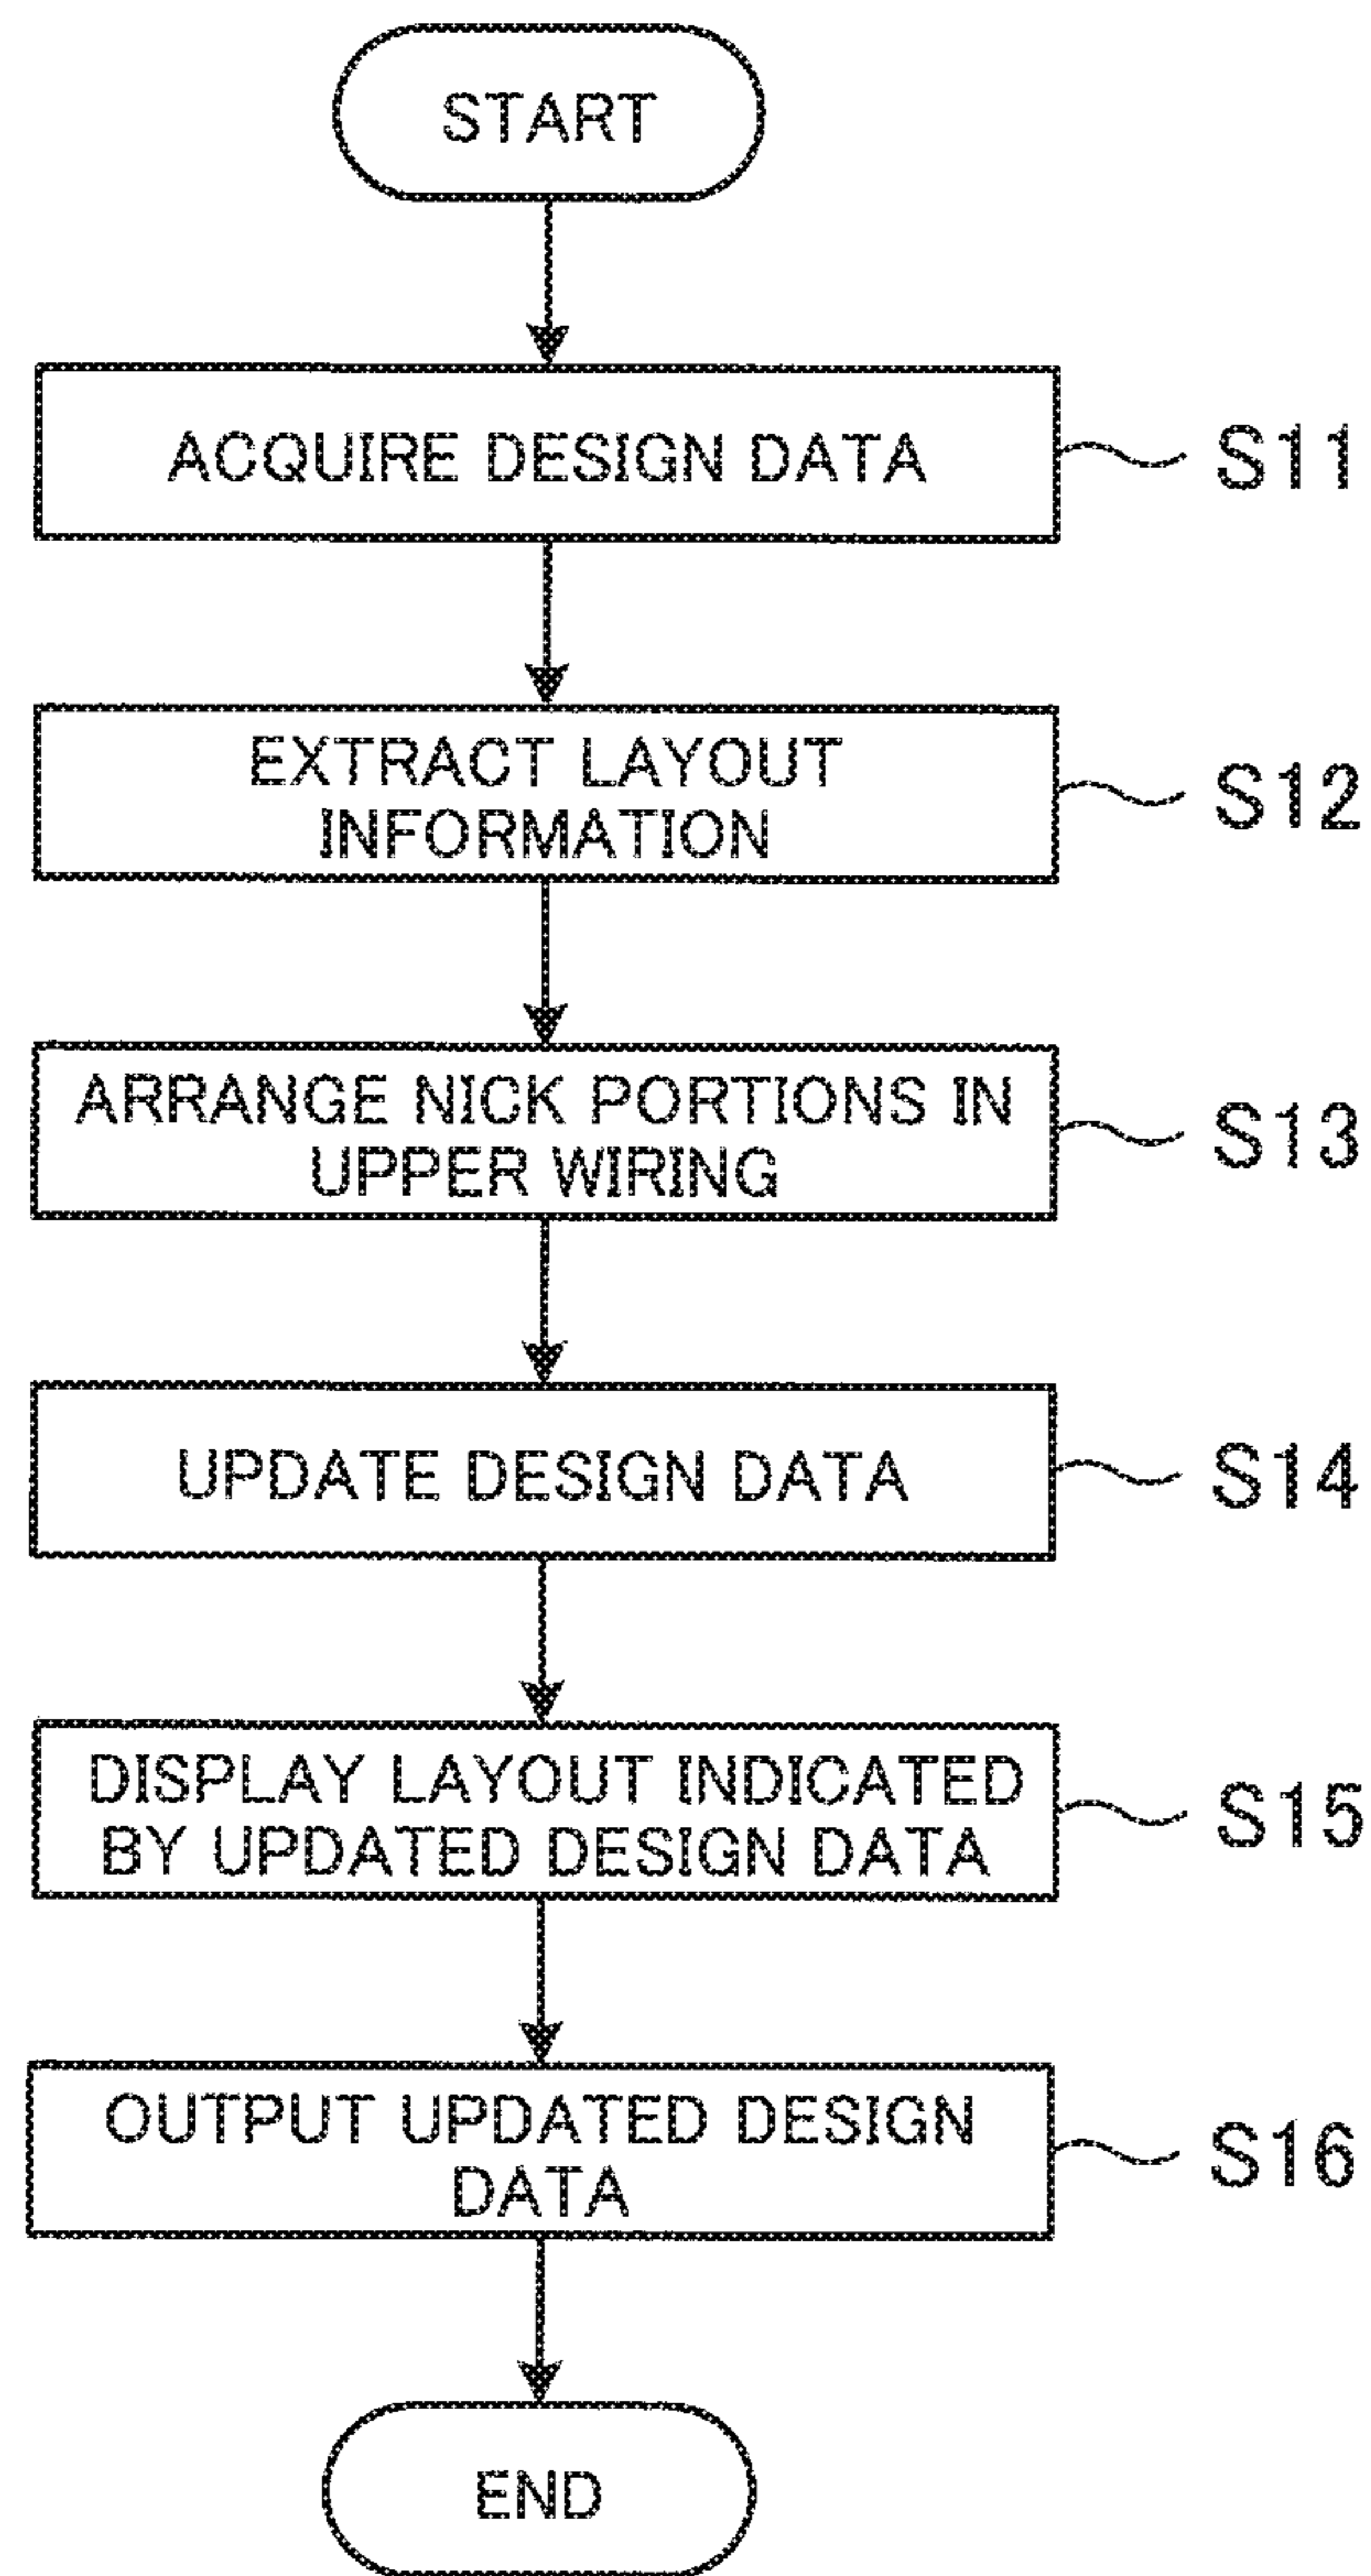 START
ACQUIRE DESIGN DATA
S11
EXTRACT LAYOUT
INFORMATION
S12
ARRANGE NICK PORTIONS IN
UPPER WIRING
S13
UPDATE DESIGN DATA
S14
DISPLAY LAYOUT INDICATED
BY UPDATED DESIGN DATA
S15
OUTPUT UPDATED DESIGN
DATA
S16
END